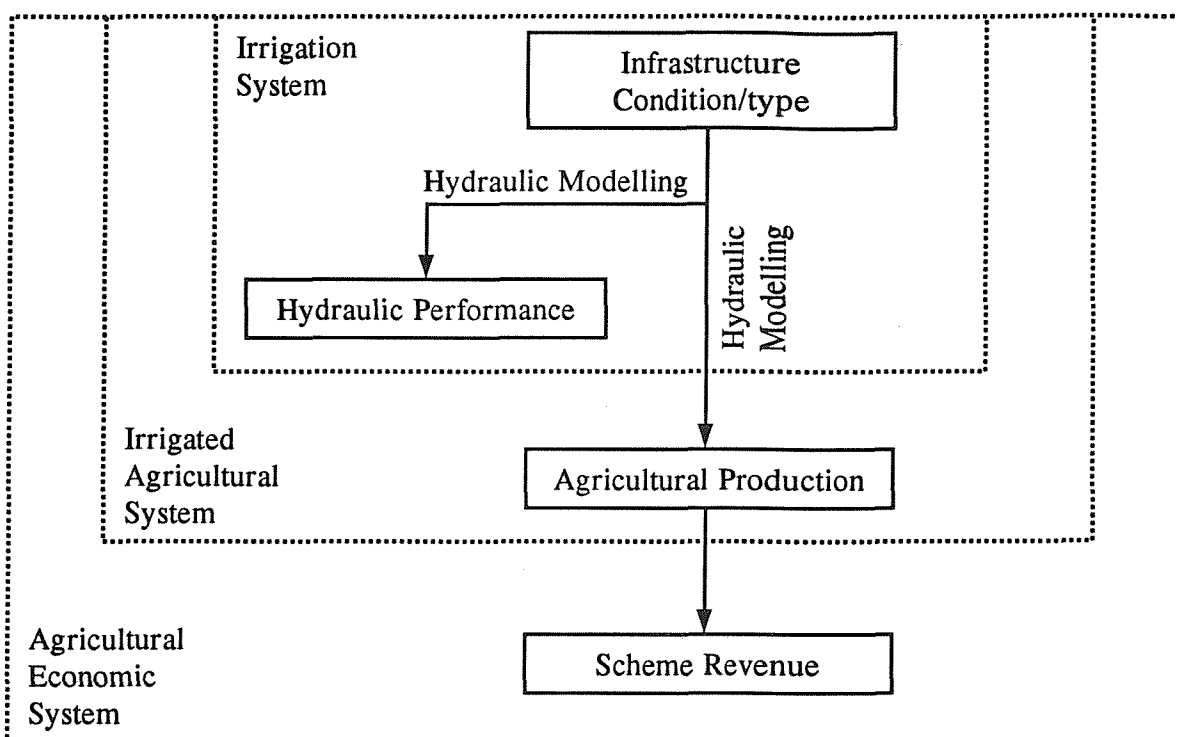 Irrigation
System
Infrastructure
Condition/type
Hydraulic Modelling
Hydraulic
Modelling
Hydraulic Performance
Irrigated
Agricultural
System
Agricultural Production
Agricultural
Economic
System
Scheme Revenue